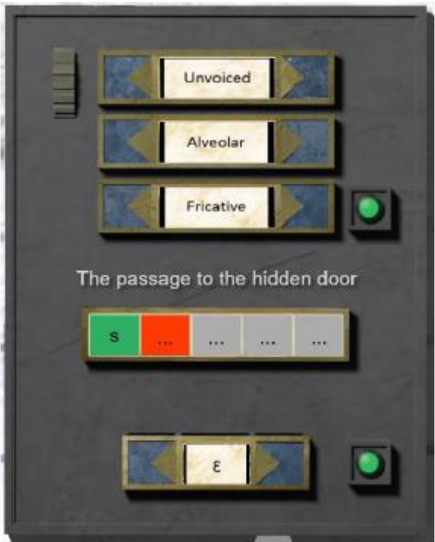 Unvoiced
Alveolar
Fricative
The passage to the hidden door
s ... ... ... ...
ε